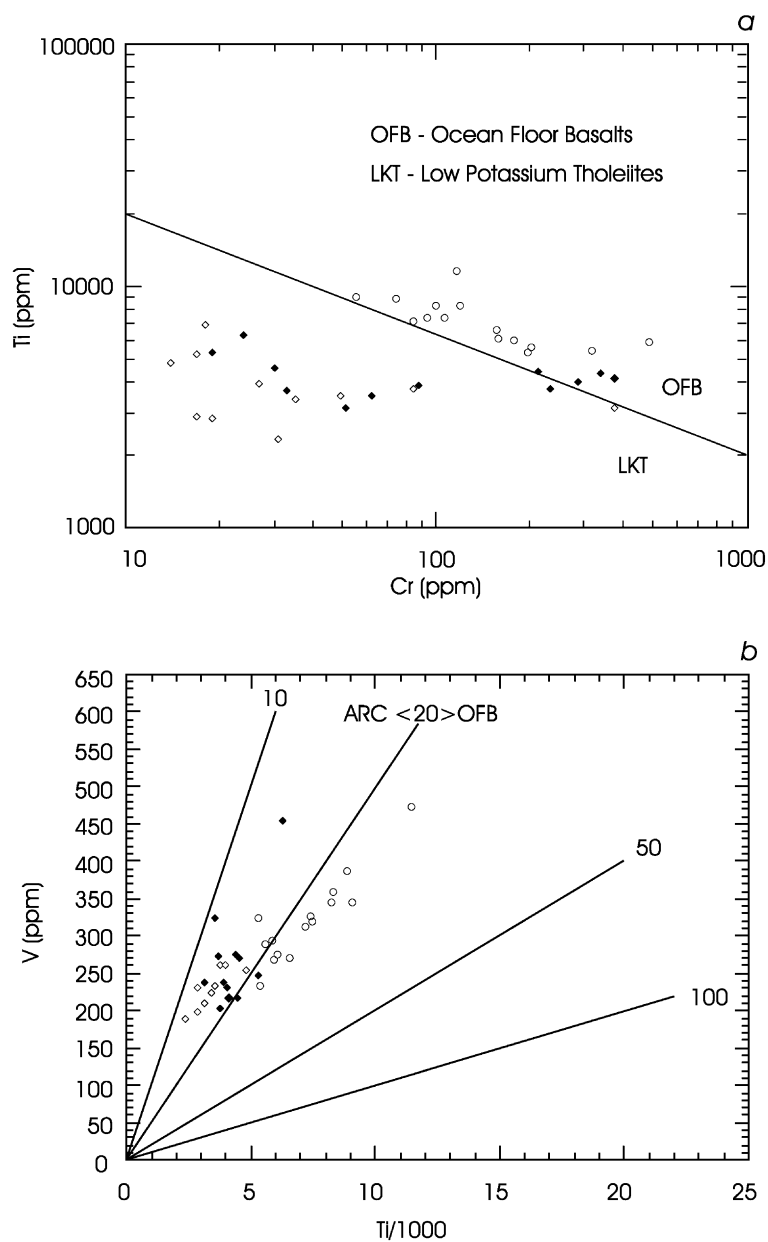 a
100000
OFB - Ocean Floor Basalts
LKT - Low Potassium Tholeiites
10000
Ti (ppm)
OFB
LKT
1000
10 100 1000
Cr (ppm)
b
650
10
ARC <20>OFB
600
550
500
450
400
50
350
V (ppm)
300
250
200
100
150
100
50
0
0 5 10 15 20 25
Ti/1000